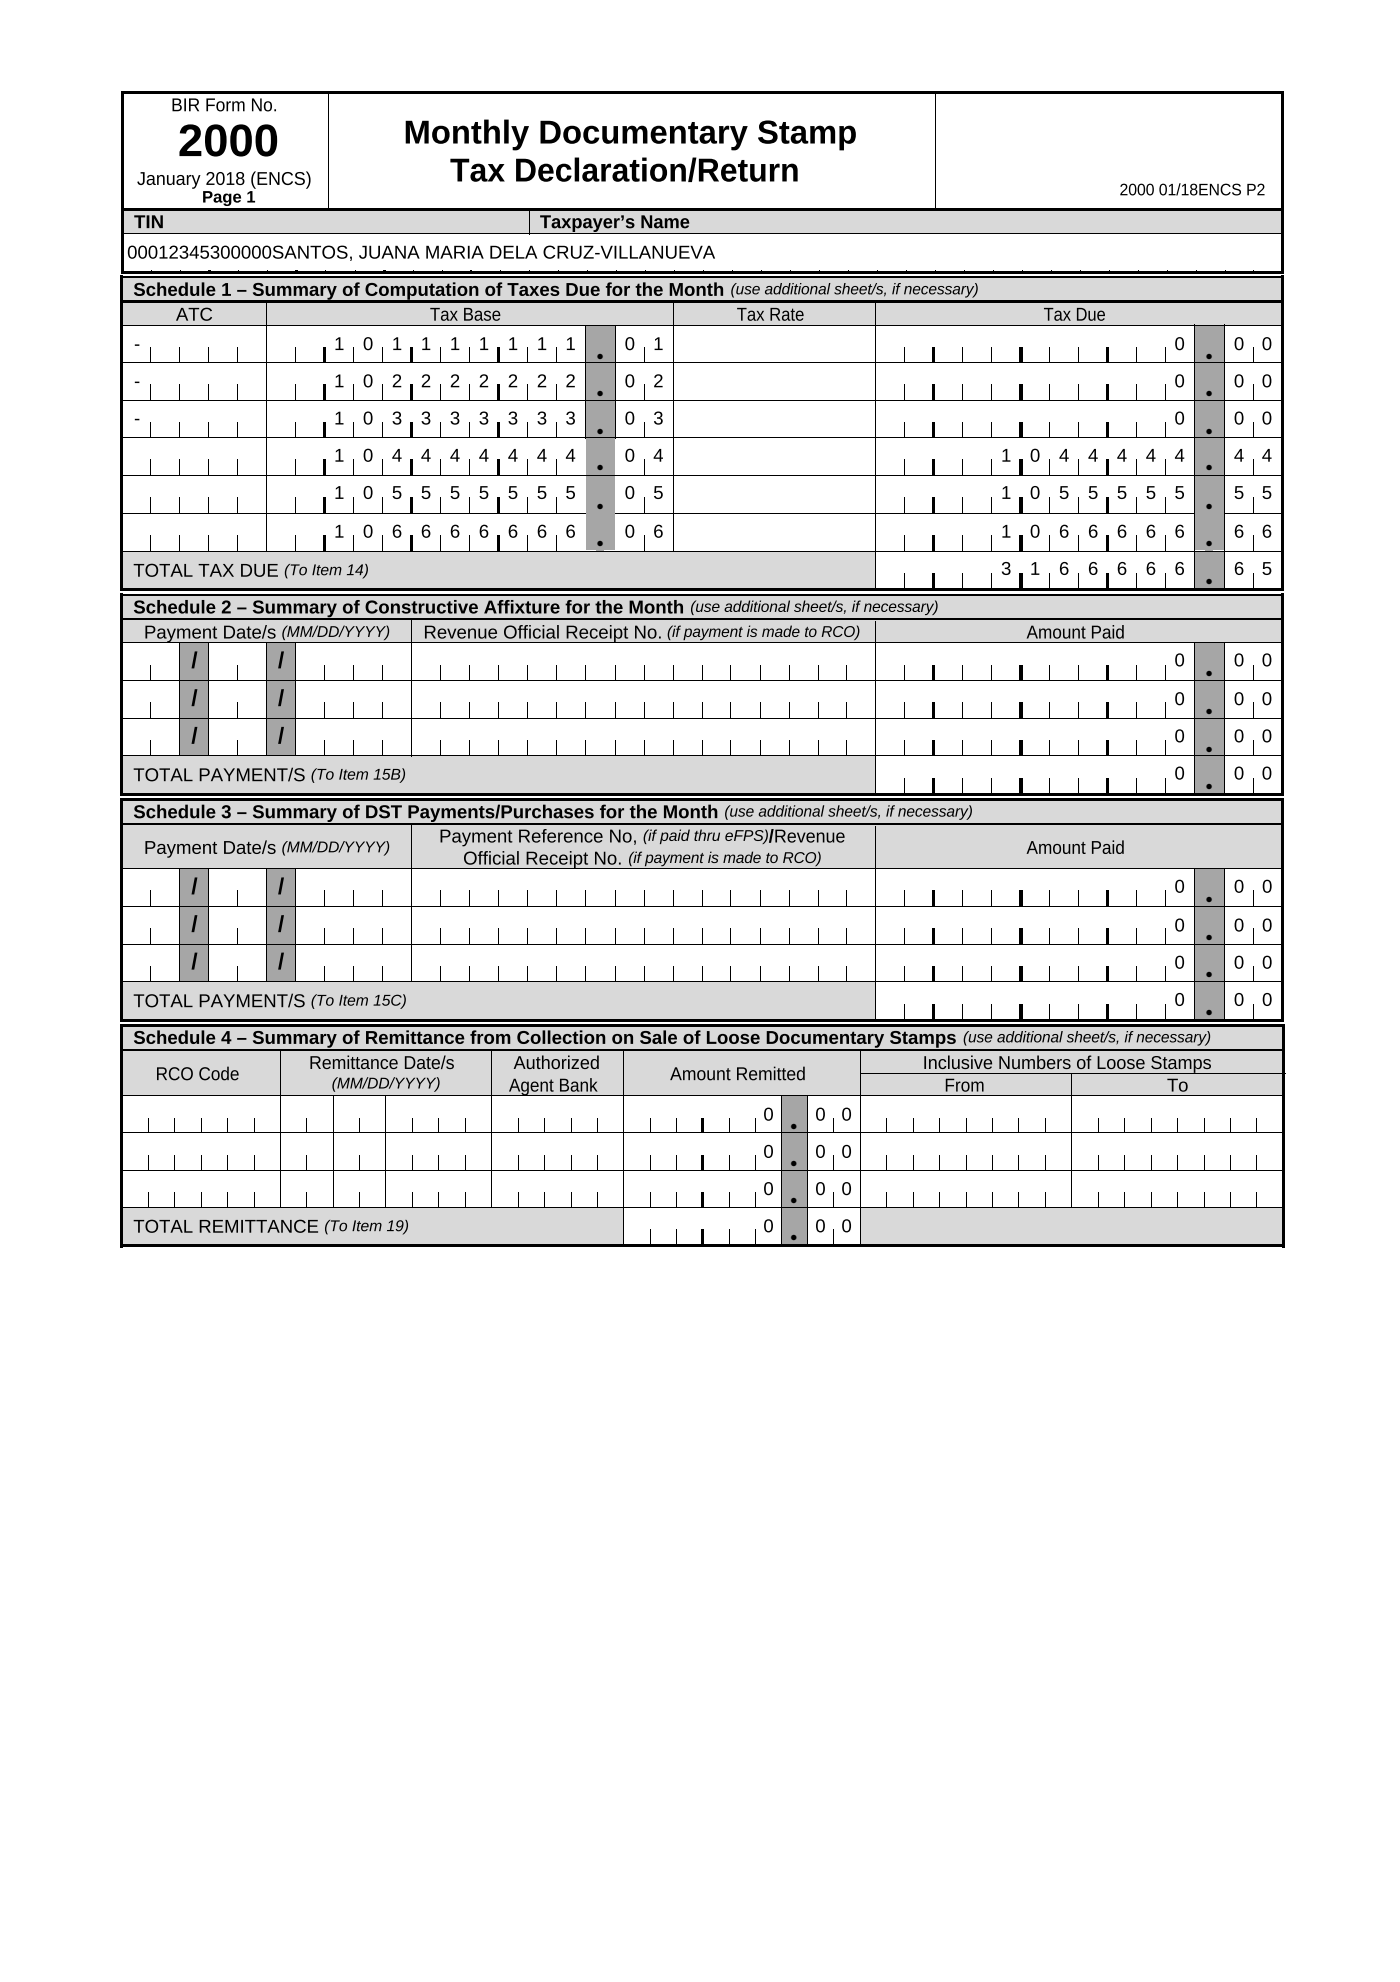 BIR Form No.
2000
January 2018 (ENCS)
Page 1
Monthly Documentary Stamp
Tax Declaration/Return
2000 01/18ENCS P2
TIN Taxpayer’s Name
00012345300000SANTOS, JUANA MARIA DELA CRUZ-VILLANUEVA
Schedule 1 – Summary of Computation of Taxes Due for the Month (use additional sheet/s, if necessary)
ATC Tax Base Tax Rate Tax Due
- 1 0 1 1 1 1 1 1 1 . 0 1 0 . 0 0
- 1 0 2 2 2 2 2 2 2 . 0 2 0 . 0 0
- 1 0 3 3 3 3 3 3 3 . 0 3 0 . 0 0
1 0 4 4 4 4 4 4 4 . 0 4 1 0 4 4 4 4 4 . 4 4
1 0 5 5 5 5 5 5 5 . 0 5 1 0 5 5 5 5 5 . 5 5
1 0 6 6 6 6 6 6 6 . 0 6 1 0 6 6 6 6 6 . 6 6
TOTAL TAX DUE (To Item 14) 3 1 6 6 6 6 6 . 6 5
Schedule 2 – Summary of Constructive Affixture for the Month (use additional sheet/s, if necessary)
Payment Date/s (MM/DD/YYYY) Revenue Official Receipt No. (if payment is made to RCO) Amount Paid
/ / 0 . 0 0
/ / 0 . 0 0
/ / 0 . 0 0
TOTAL PAYMENT/S (To Item 15B) 0 . 0 0
Schedule 3 – Summary of DST Payments/Purchases for the Month (use additional sheet/s, if necessary)
Payment Date/s (MM/DD/YYYY) Payment Reference No, (if paid thru eFPS)/Revenue
Official Receipt No. (if payment is made to RCO) Amount Paid
/ / 0 . 0 0
/ / 0 . 0 0
/ / 0 . 0 0
TOTAL PAYMENT/S (To Item 15C) 0 . 0 0
Schedule 4 – Summary of Remittance from Collection on Sale of Loose Documentary Stamps (use additional sheet/s, if necessary)
RCO Code Remittance Date/s
(MM/DD/YYYY) Authorized
Agent Bank Amount Remitted Inclusive Numbers of Loose Stamps
From To
0 . 0 0
0 . 0 0
0 . 0 0
TOTAL REMITTANCE (To Item 19) 0 . 0 0